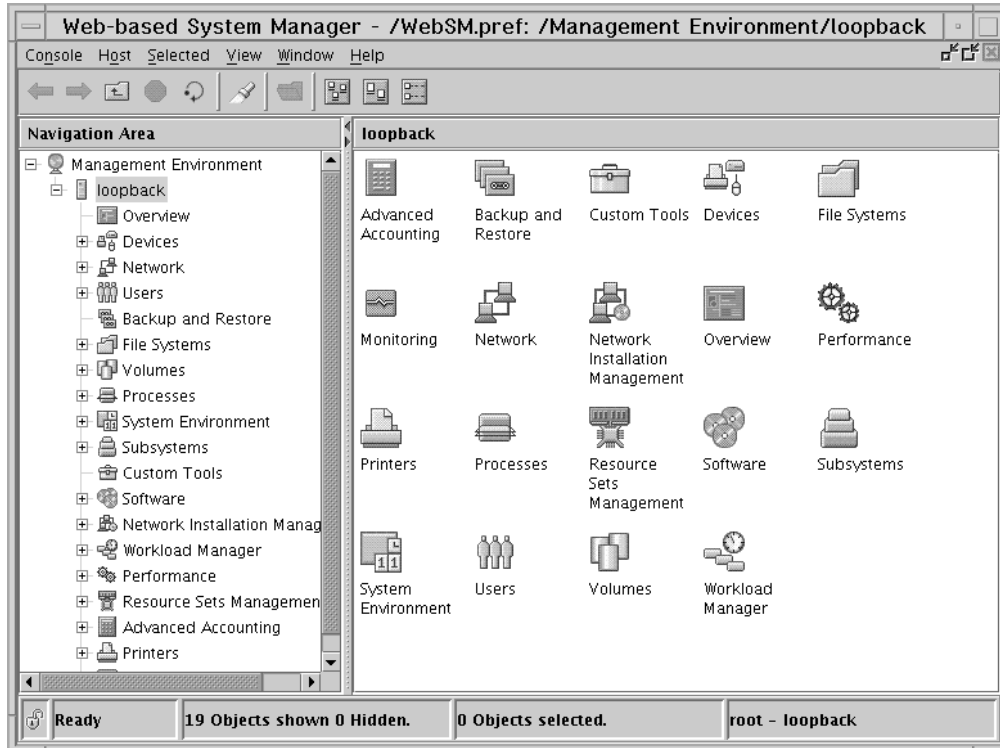 Web-based System Manager - /WebSM.pref: /Management Environment/loopback
Console Host Selected View Window Help
Navigation Area
Management Environment
loopback
Overview
Devices
Network
Users
Backup and Restore
File Systems
Volumes
Processes
System Environment
Subsystems
Custom Tools
Software
Network Installation Manag
Workload Manager
Performance
Resource Sets Managemen
Advanced Accounting
Printers
loopback
Advanced
Accounting
Backup and
Restore
Custom Tools
Devices
File Systems
Monitoring
Network
Network
Installation
Management
Overview
Performance
Printers
Processes
Resource
Sets
Management
Software
Subsystems
System
Environment
Users
Volumes
Workload
Manager
Ready
19 Objects shown 0 Hidden.
0 Objects selected.
root - loopback